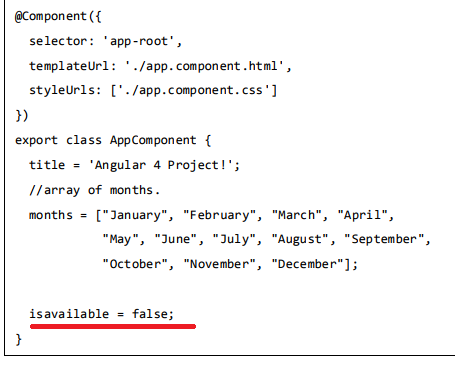 @Component({
selector: 'app-root',
templateUrl: './app.component.html',
styleUrls: ['./app.component.css']
})
export class AppComponent {
title = 'Angular 4 Project!';
//array of months.
months = ["January", "February", "March", "April",
"May", "June", "July", "August", "September",
"October", "November", "December"];
isavailable = false;
}